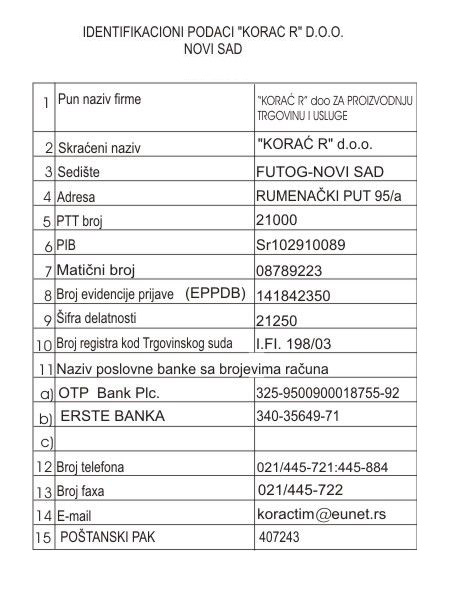 IDENTIFIKACIONI PODACI "KORAC R" D.O.O.
NOVI SAD
1 Pun naziv firme "KORAĆ R" doo ZA PROIZVODNJU
TRGOVINU I USLUGE
2 Skraćeni naziv "KORAĆ R" d.o.o.
3 Sedište FUTOG-NOVI SAD
4 Adresa RUMENAČKI PUT 95/a
5 PTT broj 21000
6 PIB Sr102910089
7 Matični broj 08789223
8 Broj evidencije prijave (EPPDB) 141842350
9 Šifra delatnosti 21250
10 Broj registra kod Trgovinskog suda I.FI. 198/03
11 Naziv poslovne banke sa brojevima računa
a) OTP Bank Plc. 325-9500900018755-92
b) ERSTE BANKA 340-35649-71
c)
12 Broj telefona 021/445-721:445-884
13 Broj faxa 021/445-722
14 E-mail koractim@eunet.rs
15 POŠTANSKI PAK 407243